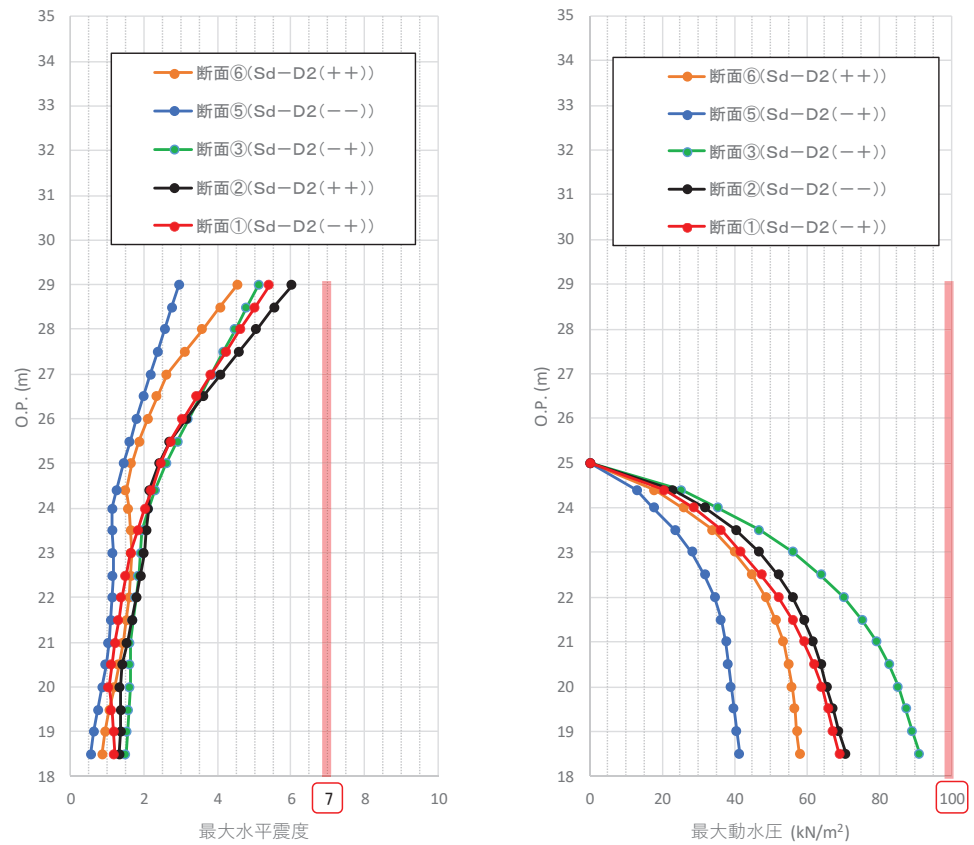 35
34
33
32
31
30
29
28
27
26
25
24
23
22
21
20
19
18
O.P. (m)
断面⑥(Sd－D2(++))
断面⑤(Sd－D2(－－))
断面③(Sd－D2(－+))
断面②(Sd－D2(++))
断面①(Sd－D2(－+))
0 2 4 6 7 8 10
最大水平震度
35
34
33
32
31
30
29
28
27
26
25
24
23
22
21
20
19
18
O.P. (m)
断面⑥(Sd－D2(++))
断面⑤(Sd－D2(－+))
断面③(Sd－D2(－+))
断面②(Sd－D2(－－))
断面①(Sd－D2(－+))
0 20 40 60 80 100
最大動水圧 (kN/m²)